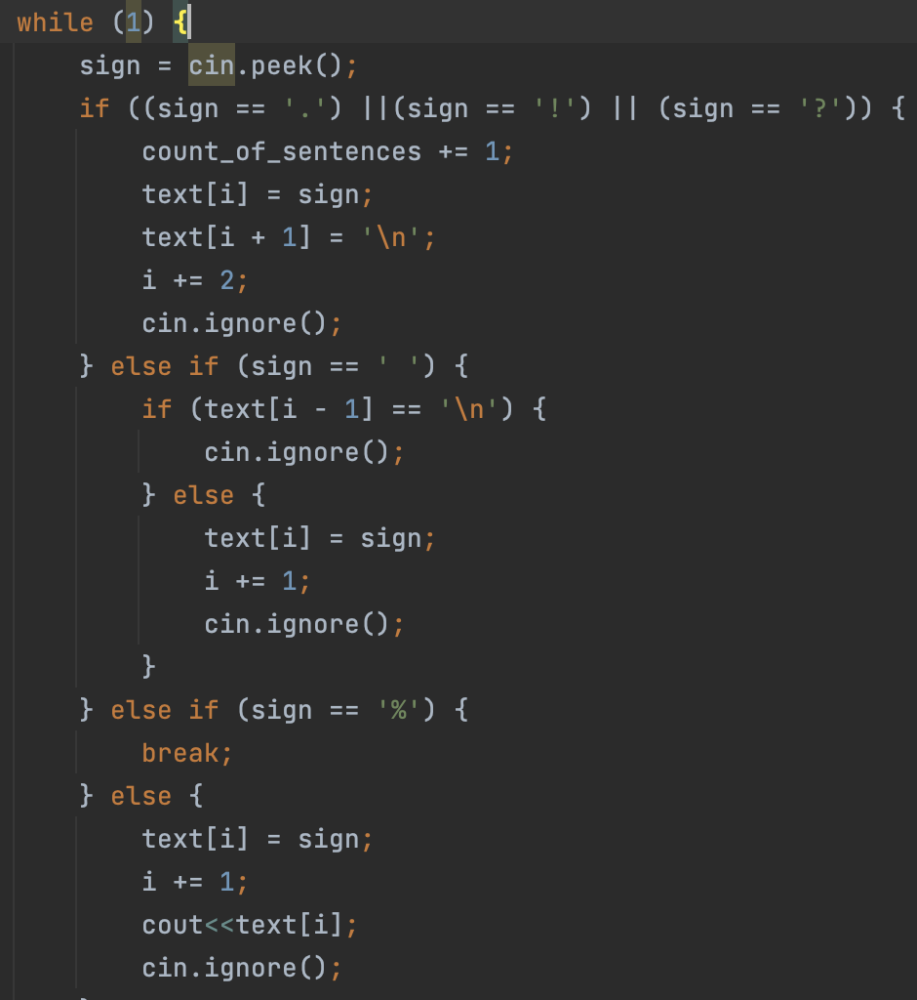 while (1) {
    sign = cin.peek();
    if ((sign == '.') ||(sign == '!') || (sign == '?')) {
        count_of_sentences += 1;
        text[i] = sign;
        text[i + 1] = '\n';
        i += 2;
        cin.ignore();
    } else if (sign == ' ') {
        if (text[i - 1] == '\n') {
            cin.ignore();
        } else {
            text[i] = sign;
            i += 1;
            cin.ignore();
        }
    } else if (sign == '%') {
        break;
    } else {
        text[i] = sign;
        i += 1;
        cout<<text[i];
        cin.ignore();